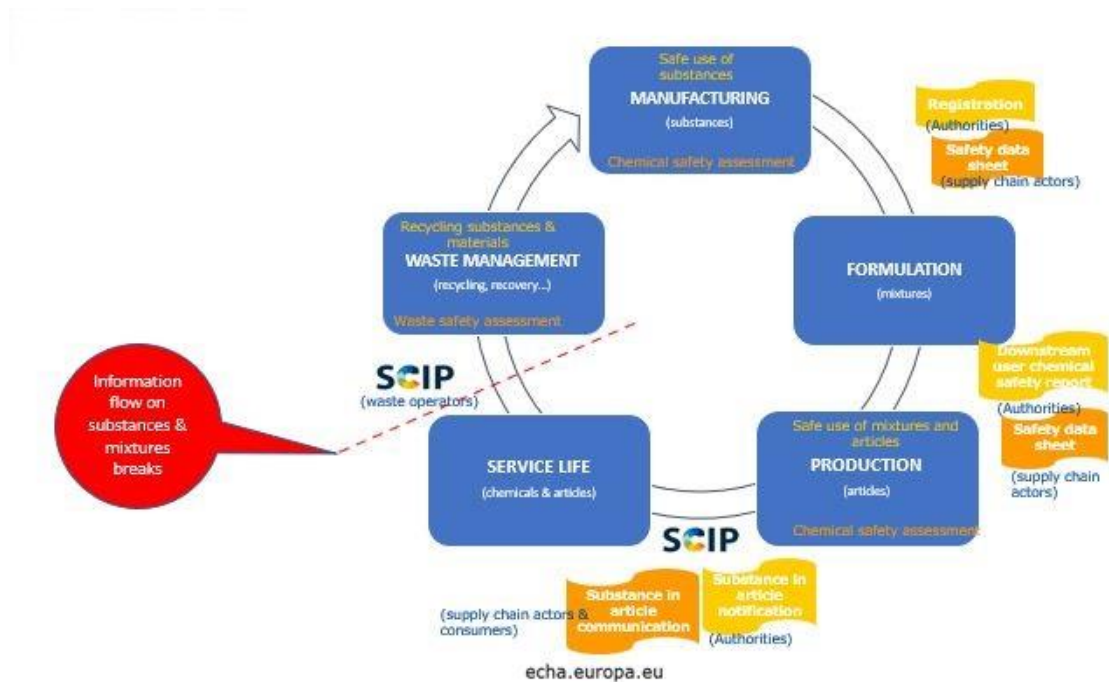 Safe use of
substances
MANUFACTURING
(substances)
Chemical safety assessment
Registration
(Authorities)
Safety data
sheet
(supply chain actors)
Recycling substances &
materials
WASTE MANAGEMENT
(recycling, recovery...)
Waste safety assessment
FORMULATION
(mixtures)
Downstream
user chemical
safety report
(Authorities)
Safety data
sheet
(supply chain
actors)
Information
flow on
substances &
mixtures
breaks
SCIP
(waste operators)
SERVICE LIFE
(chemicals & articles)
Safe use of mixtures and
articles
PRODUCTION
(articles)
Chemical safety assessment
SCIP
(supply chain actors &
consumers)
Substance in
article
communication
Substance in
article
notification
(Authorities)
echa.europa.eu